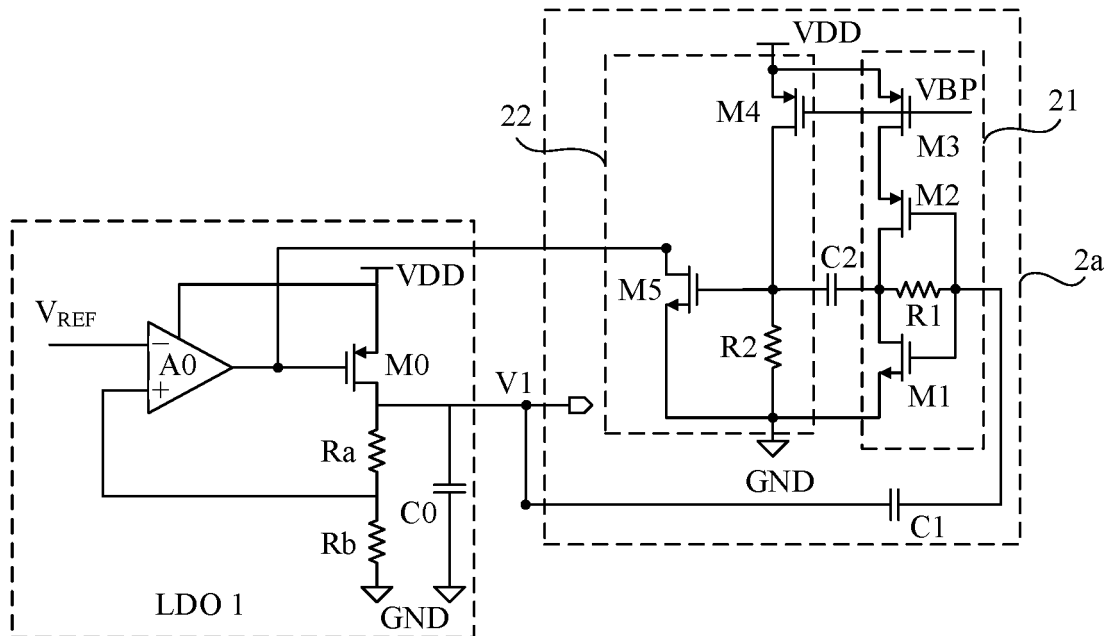 VDD
22
M4
VBP
21
M3
M2
C2
2a
M5
R1
R2
M1
GND
C1
VDD
V_REF
−
A0
+
M0
V1
Ra
C0
Rb
GND
LDO 1